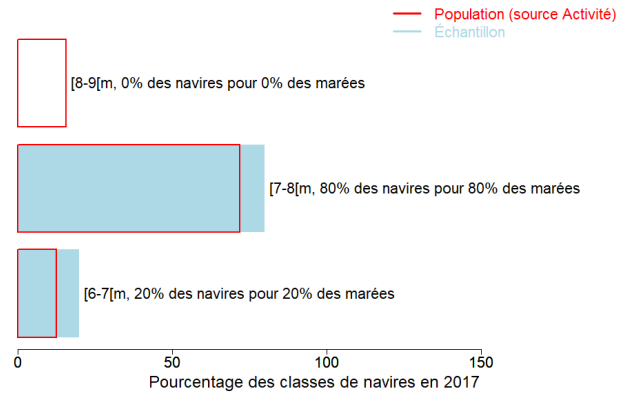 Population (source Activité)
Échantillon
[8-9[m, 0% des navires pour 0% des marées
[7-8[m, 80% des navires pour 80% des marées
[6-7[m, 20% des navires pour 20% des marées
0 50 100 150
Pourcentage des classes de navires en 2017